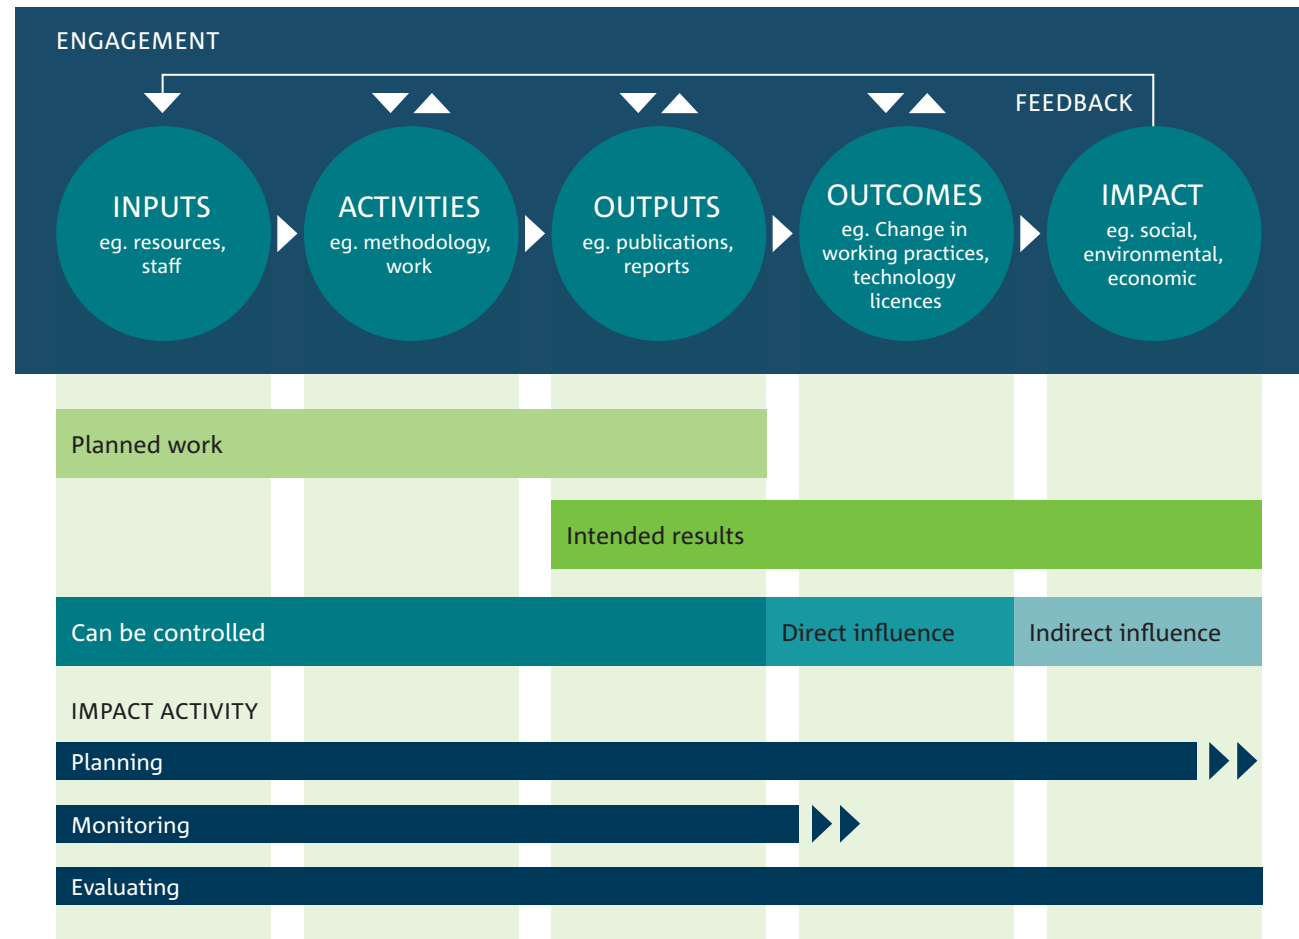 ENGAGEMENT
FEEDBACK
INPUTS
eg. resources,
staff
ACTIVITIES
eg. methodology,
work
OUTPUTS
eg. publications,
reports
OUTCOMES
eg. Change in
working practices,
technology
licences
IMPACT
eg. social,
environmental,
economic
Planned work
Intended results
Can be controlled
Direct influence
Indirect influence
IMPACT ACTIVITY
Planning
Monitoring
Evaluating